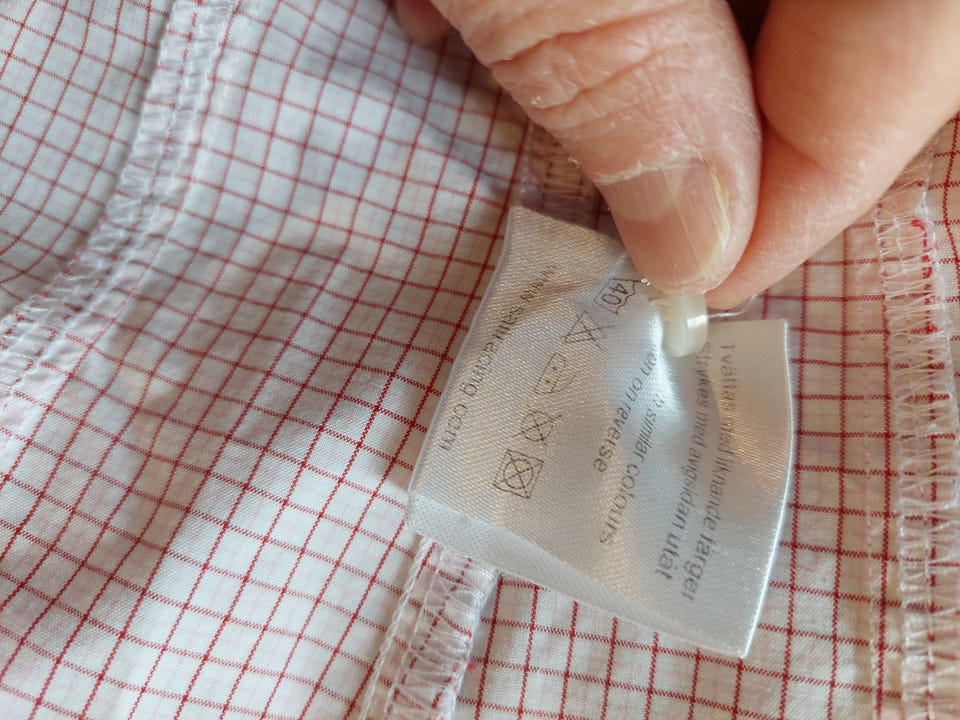 Tvättas med liknande färger
Strykes med avigsidan utåt
similar colours
on reverse
40